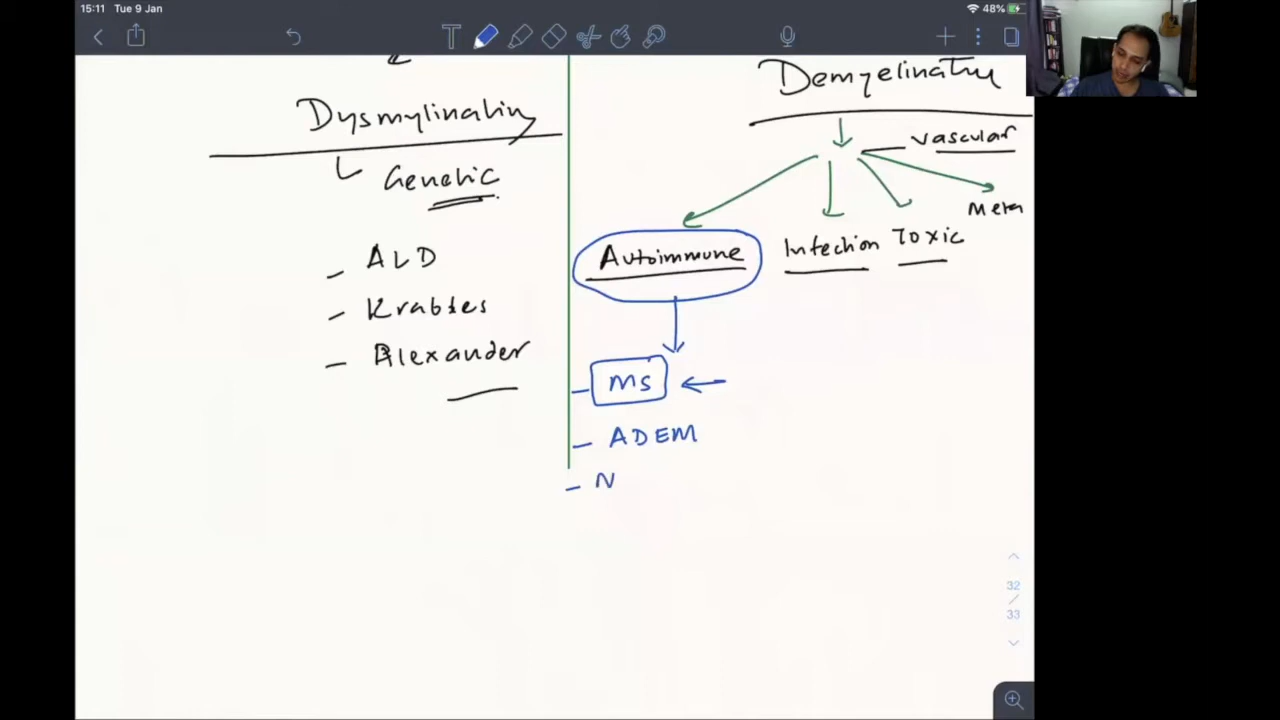 15:11 Tue 9 Jan
48%
T
Dysmylinating
Genetic
- ALD
- Krabbes
- Alexander
Demyelinating
Vascular
Meta
Autoimmune
Infection
Toxic
- MS
- ADEM
- N
32
/
33